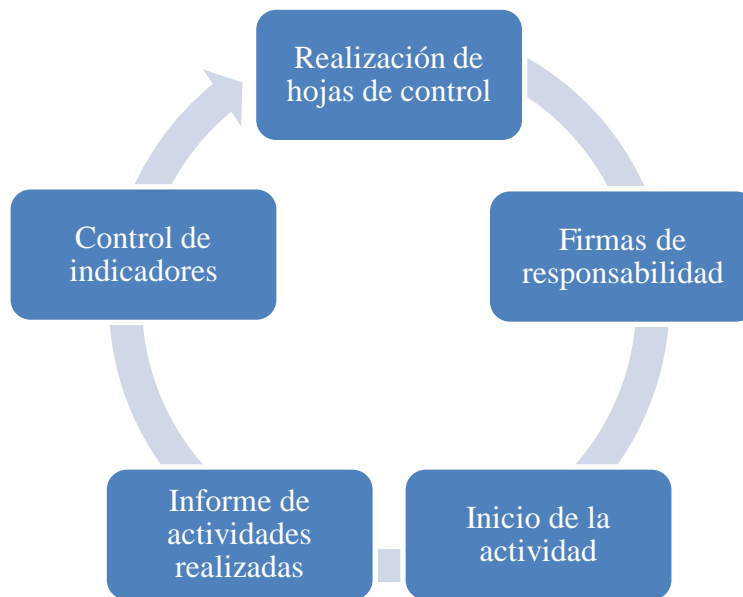 Realización de
hojas de control
Firmas de
responsabilidad
Inicio de la
actividad
Informe de
actividades
realizadas
Control de
indicadores